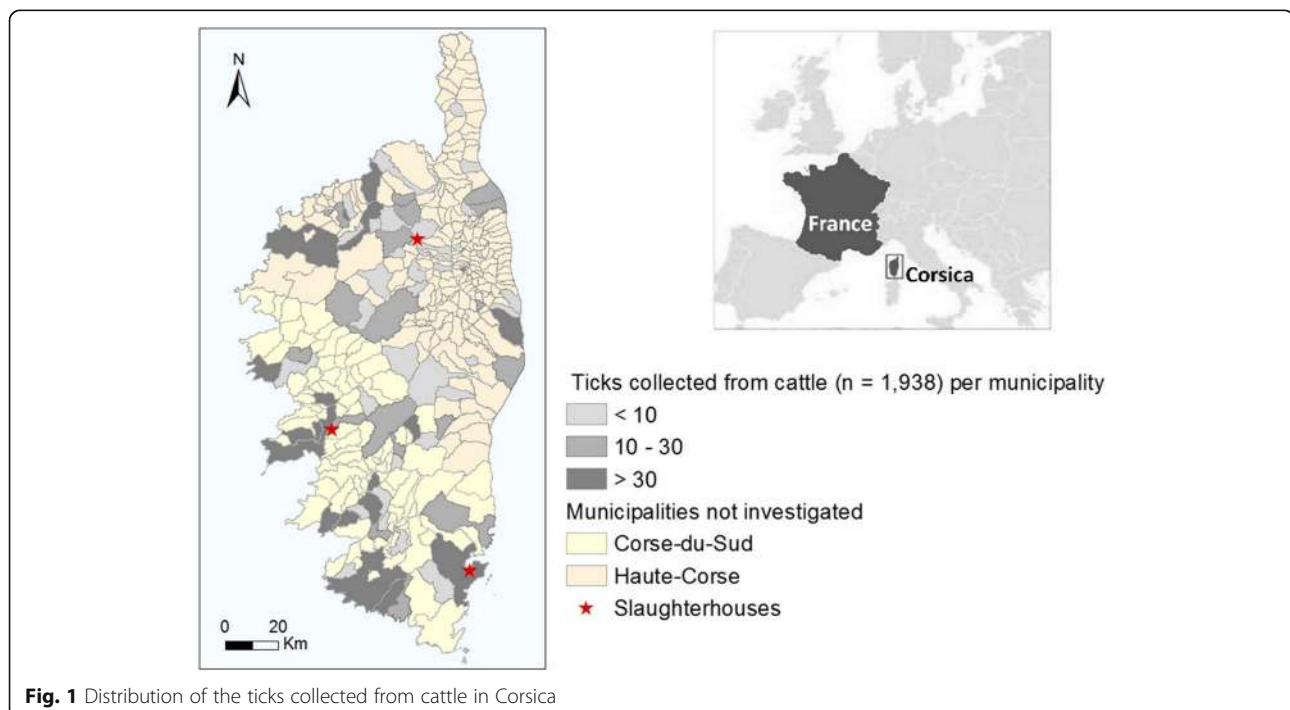 N
0 20
Km
France
Corsica
Ticks collected from cattle (n = 1,938) per municipality
< 10
10 - 30
> 30
Municipalities not investigated
Corse-du-Sud
Haute-Corse
Slaughterhouses
Fig. 1 Distribution of the ticks collected from cattle in Corsica